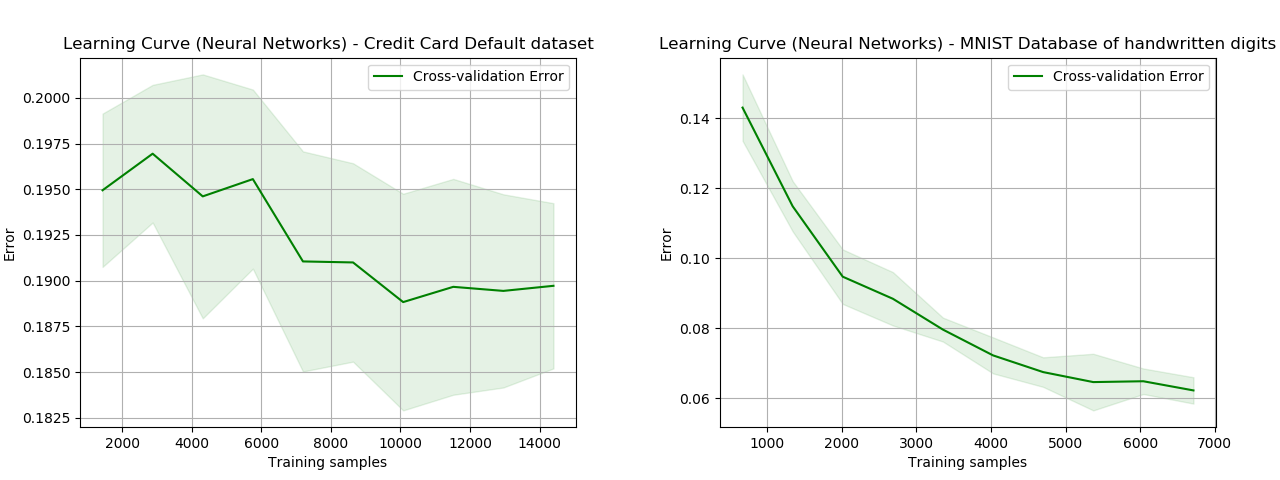 Learning Curve (Neural Networks) - Credit Card Default dataset
Cross-validation Error
0.2000
0.1975
0.1950
0.1925
0.1900
0.1875
0.1850
0.1825
Error
2000 4000 6000 8000 10000 12000 14000
Training samples
Learning Curve (Neural Networks) - MNIST Database of handwritten digits
Cross-validation Error
0.14
0.12
0.10
0.08
0.06
Error
1000 2000 3000 4000 5000 6000 7000
Training samples